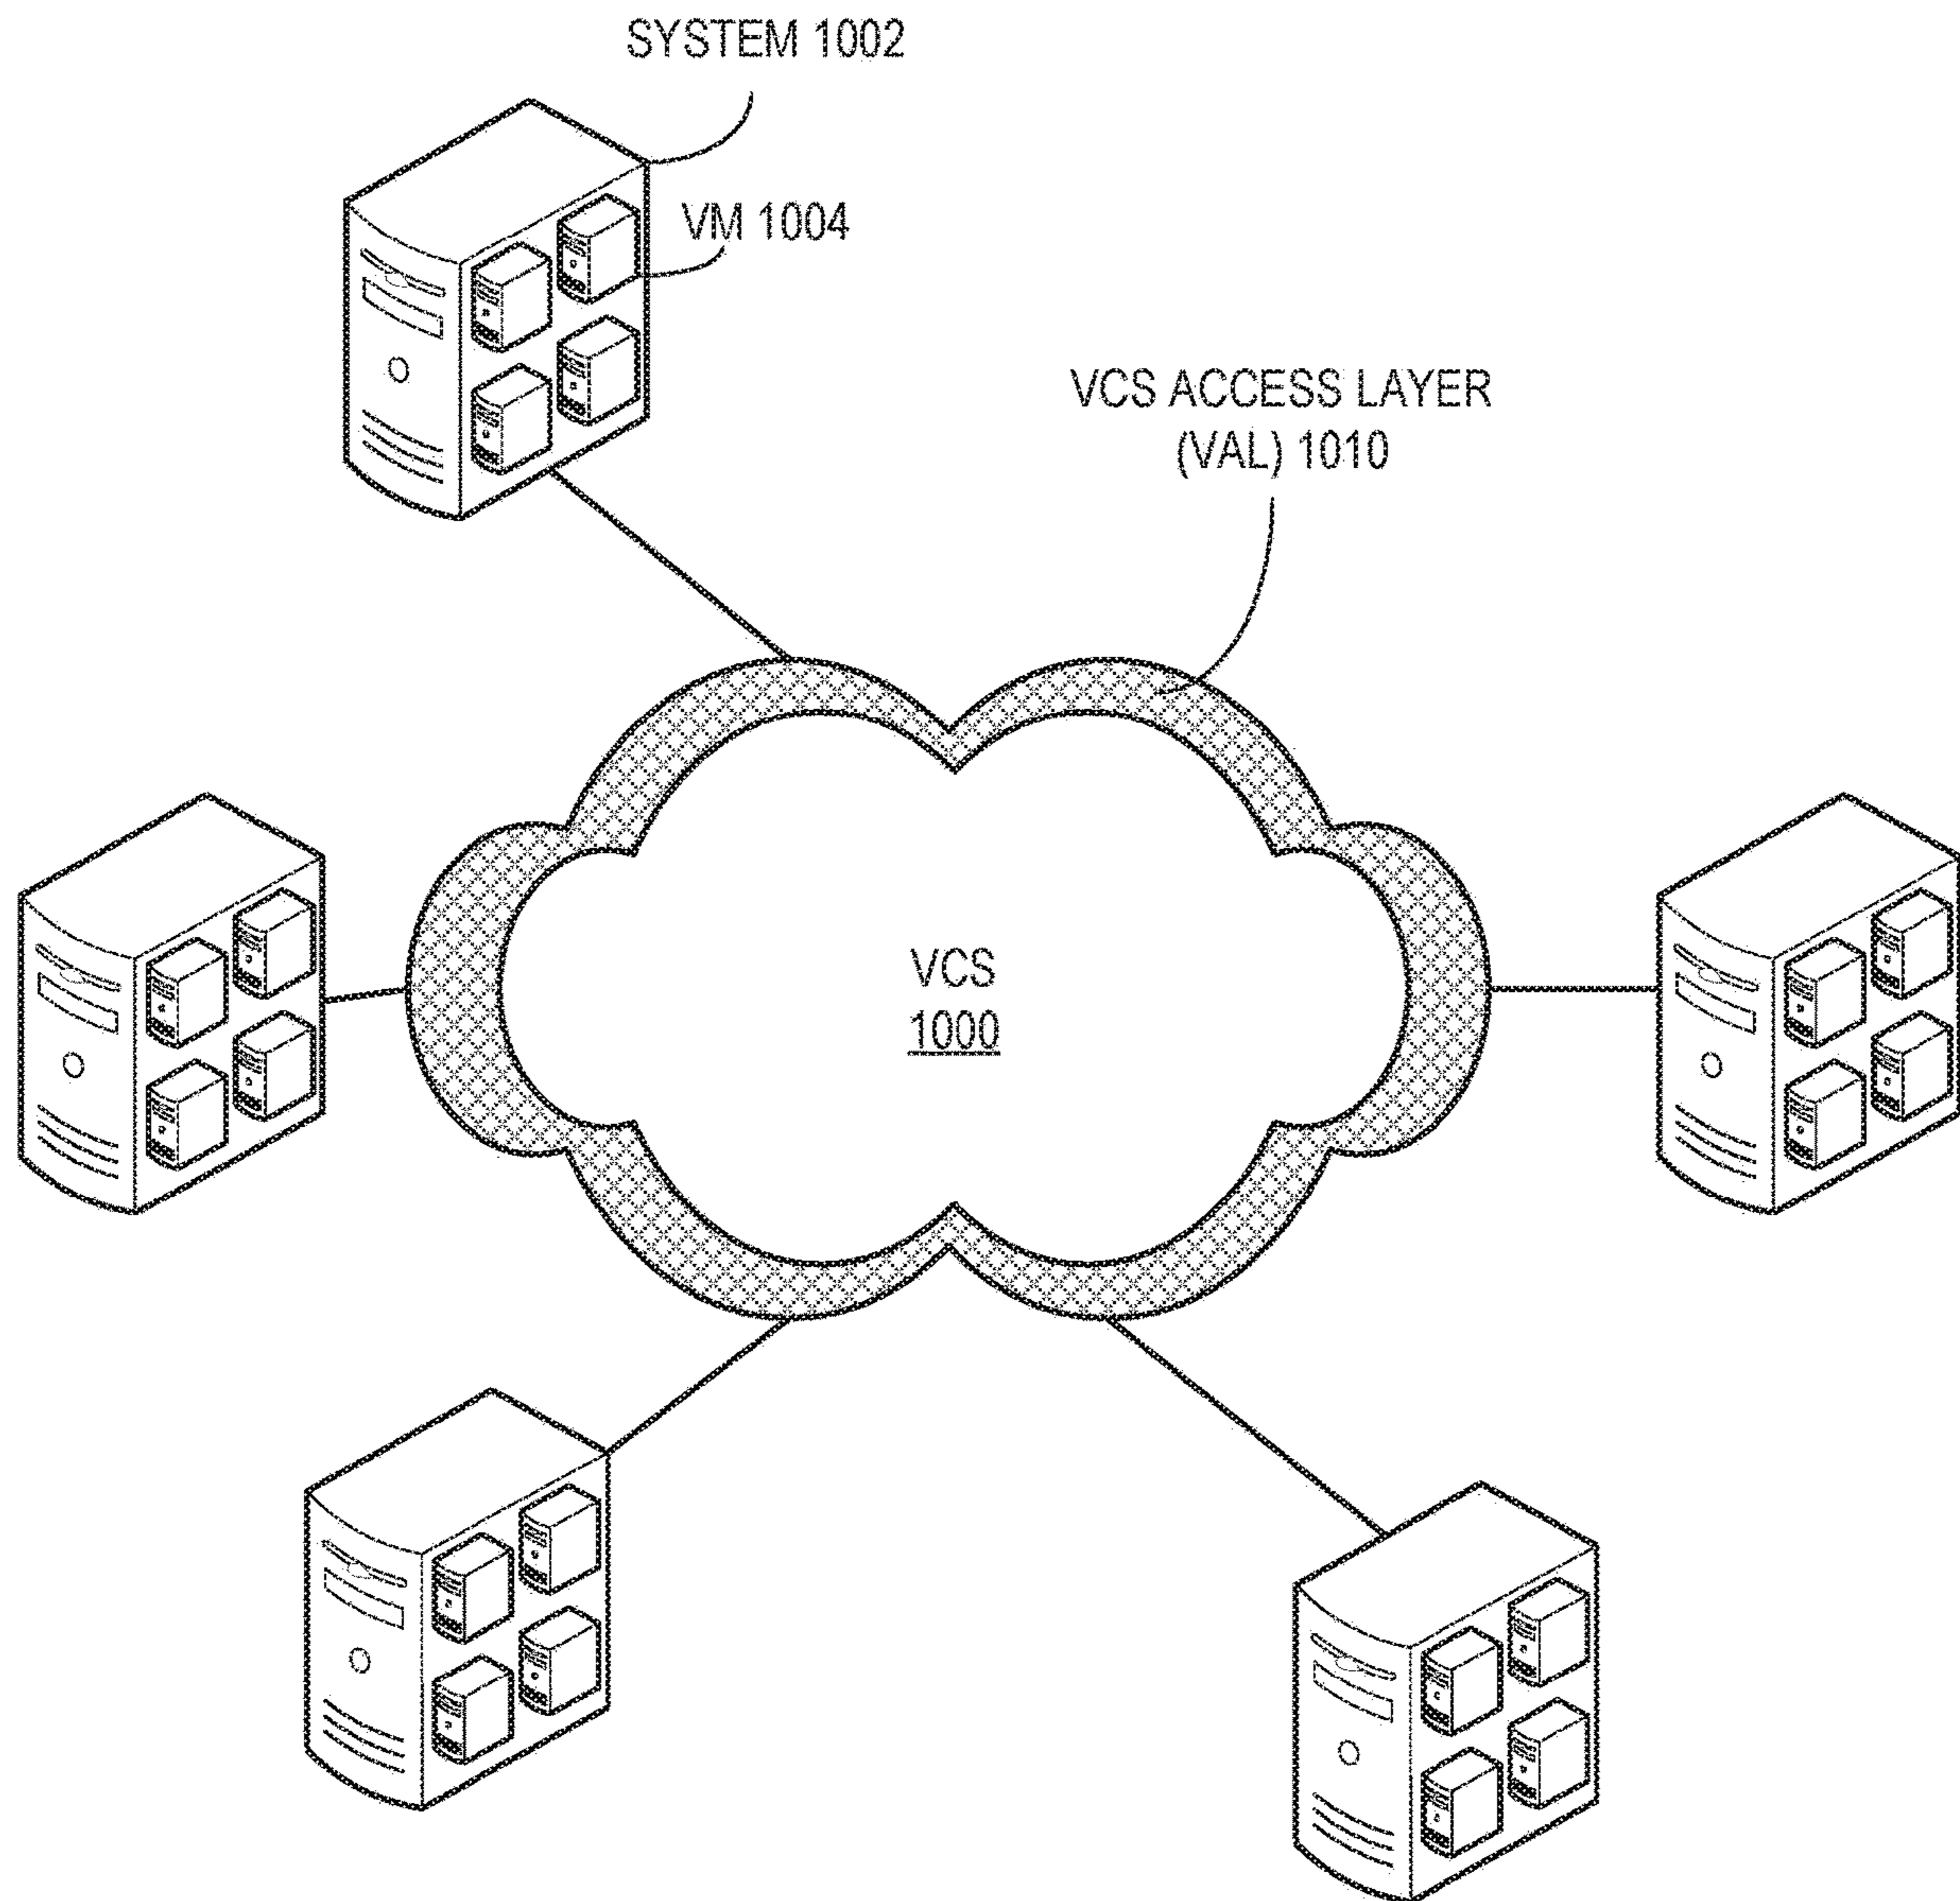 SYSTEM 1002
VM 1004
VCS ACCESS LAYER
(VAL) 1010
VCS
1000